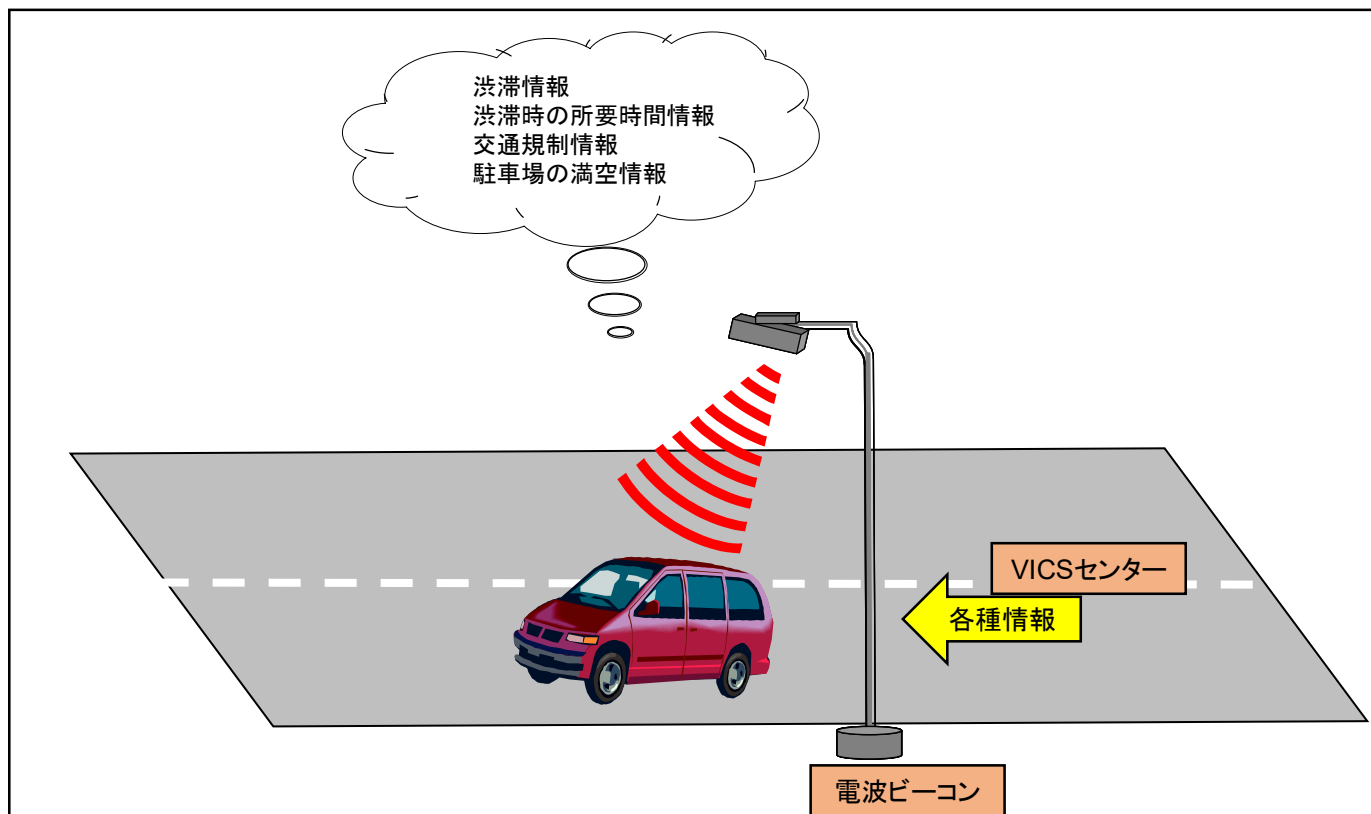 渋滞情報
渋滞時の所要時間情報
交通規制情報
駐車場の満空情報
VICSセンター
各種情報
電波ビーコン